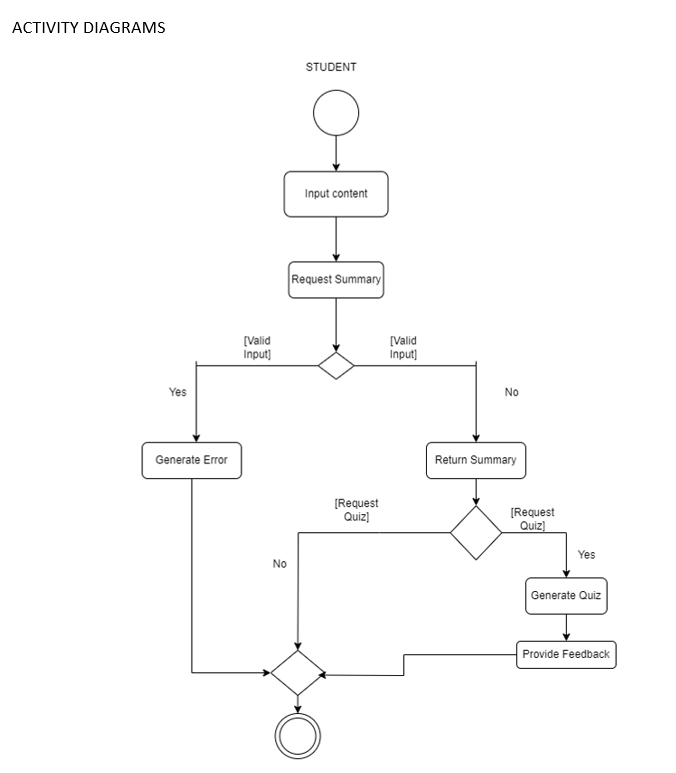 ACTIVITY DIAGRAMS
STUDENT
Input content
Request Summary
[Valid
Input]
[Valid
Input]
Yes
No
Generate Error
Return Summary
[Request
Quiz]
[Request
Quiz]
No
Yes
Generate Quiz
Provide Feedback